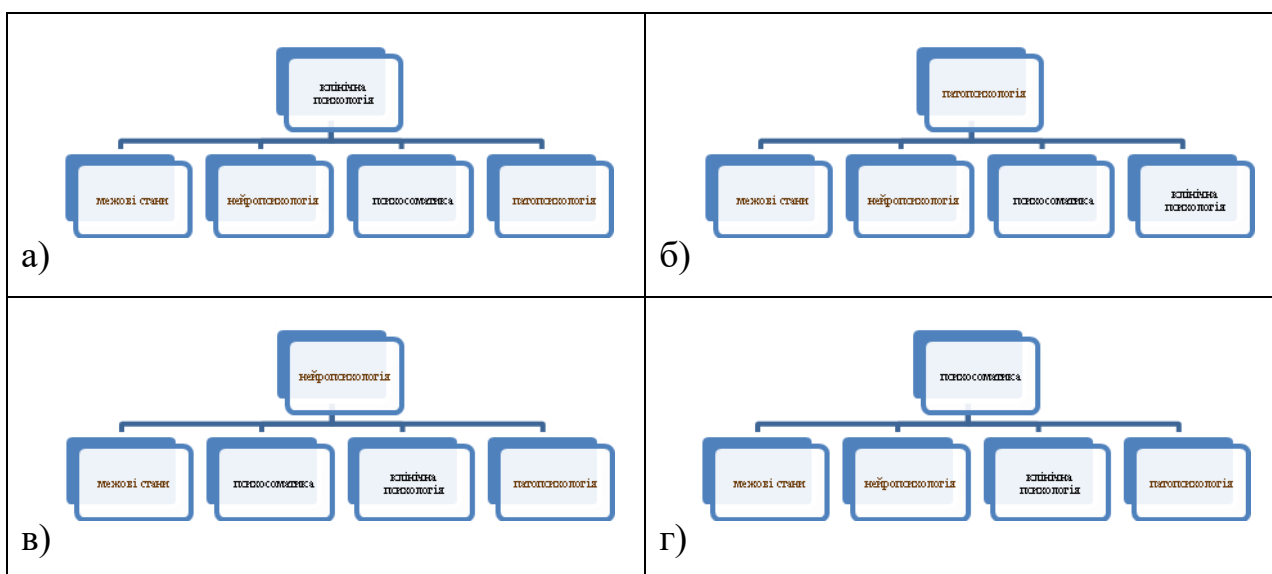 клінічна
психологія
межові стани
нейропсихологія
психосоматика
патопсихологія
а)
патопсихологія
межові стани
нейропсихологія
психосоматика
клінічна
психологія
б)
нейропсихологія
межові стани
психосоматика
клінічна
психологія
патопсихологія
в)
психосоматика
межові стани
нейропсихологія
клінічна
психологія
патопсихологія
г)